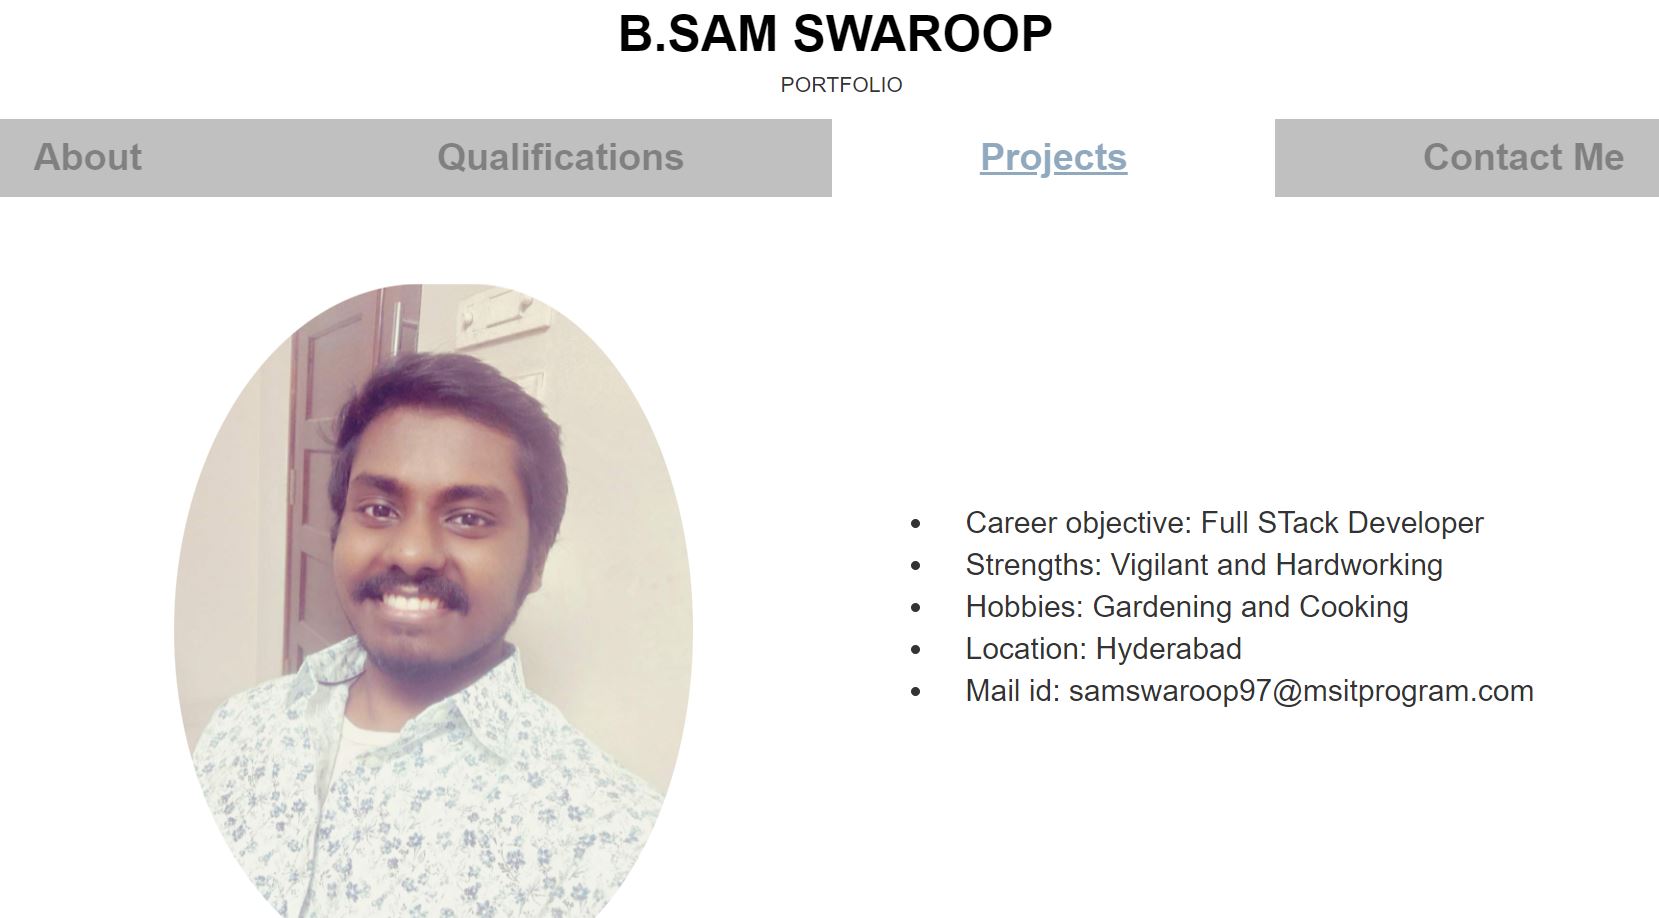 B.SAM SWAROOP
PORTFOLIO
About Qualifications Projects Contact Me
• Career objective: Full STack Developer
• Strengths: Vigilant and Hardworking
• Hobbies: Gardening and Cooking
• Location: Hyderabad
• Mail id: samswaroop97@msitprogram.com